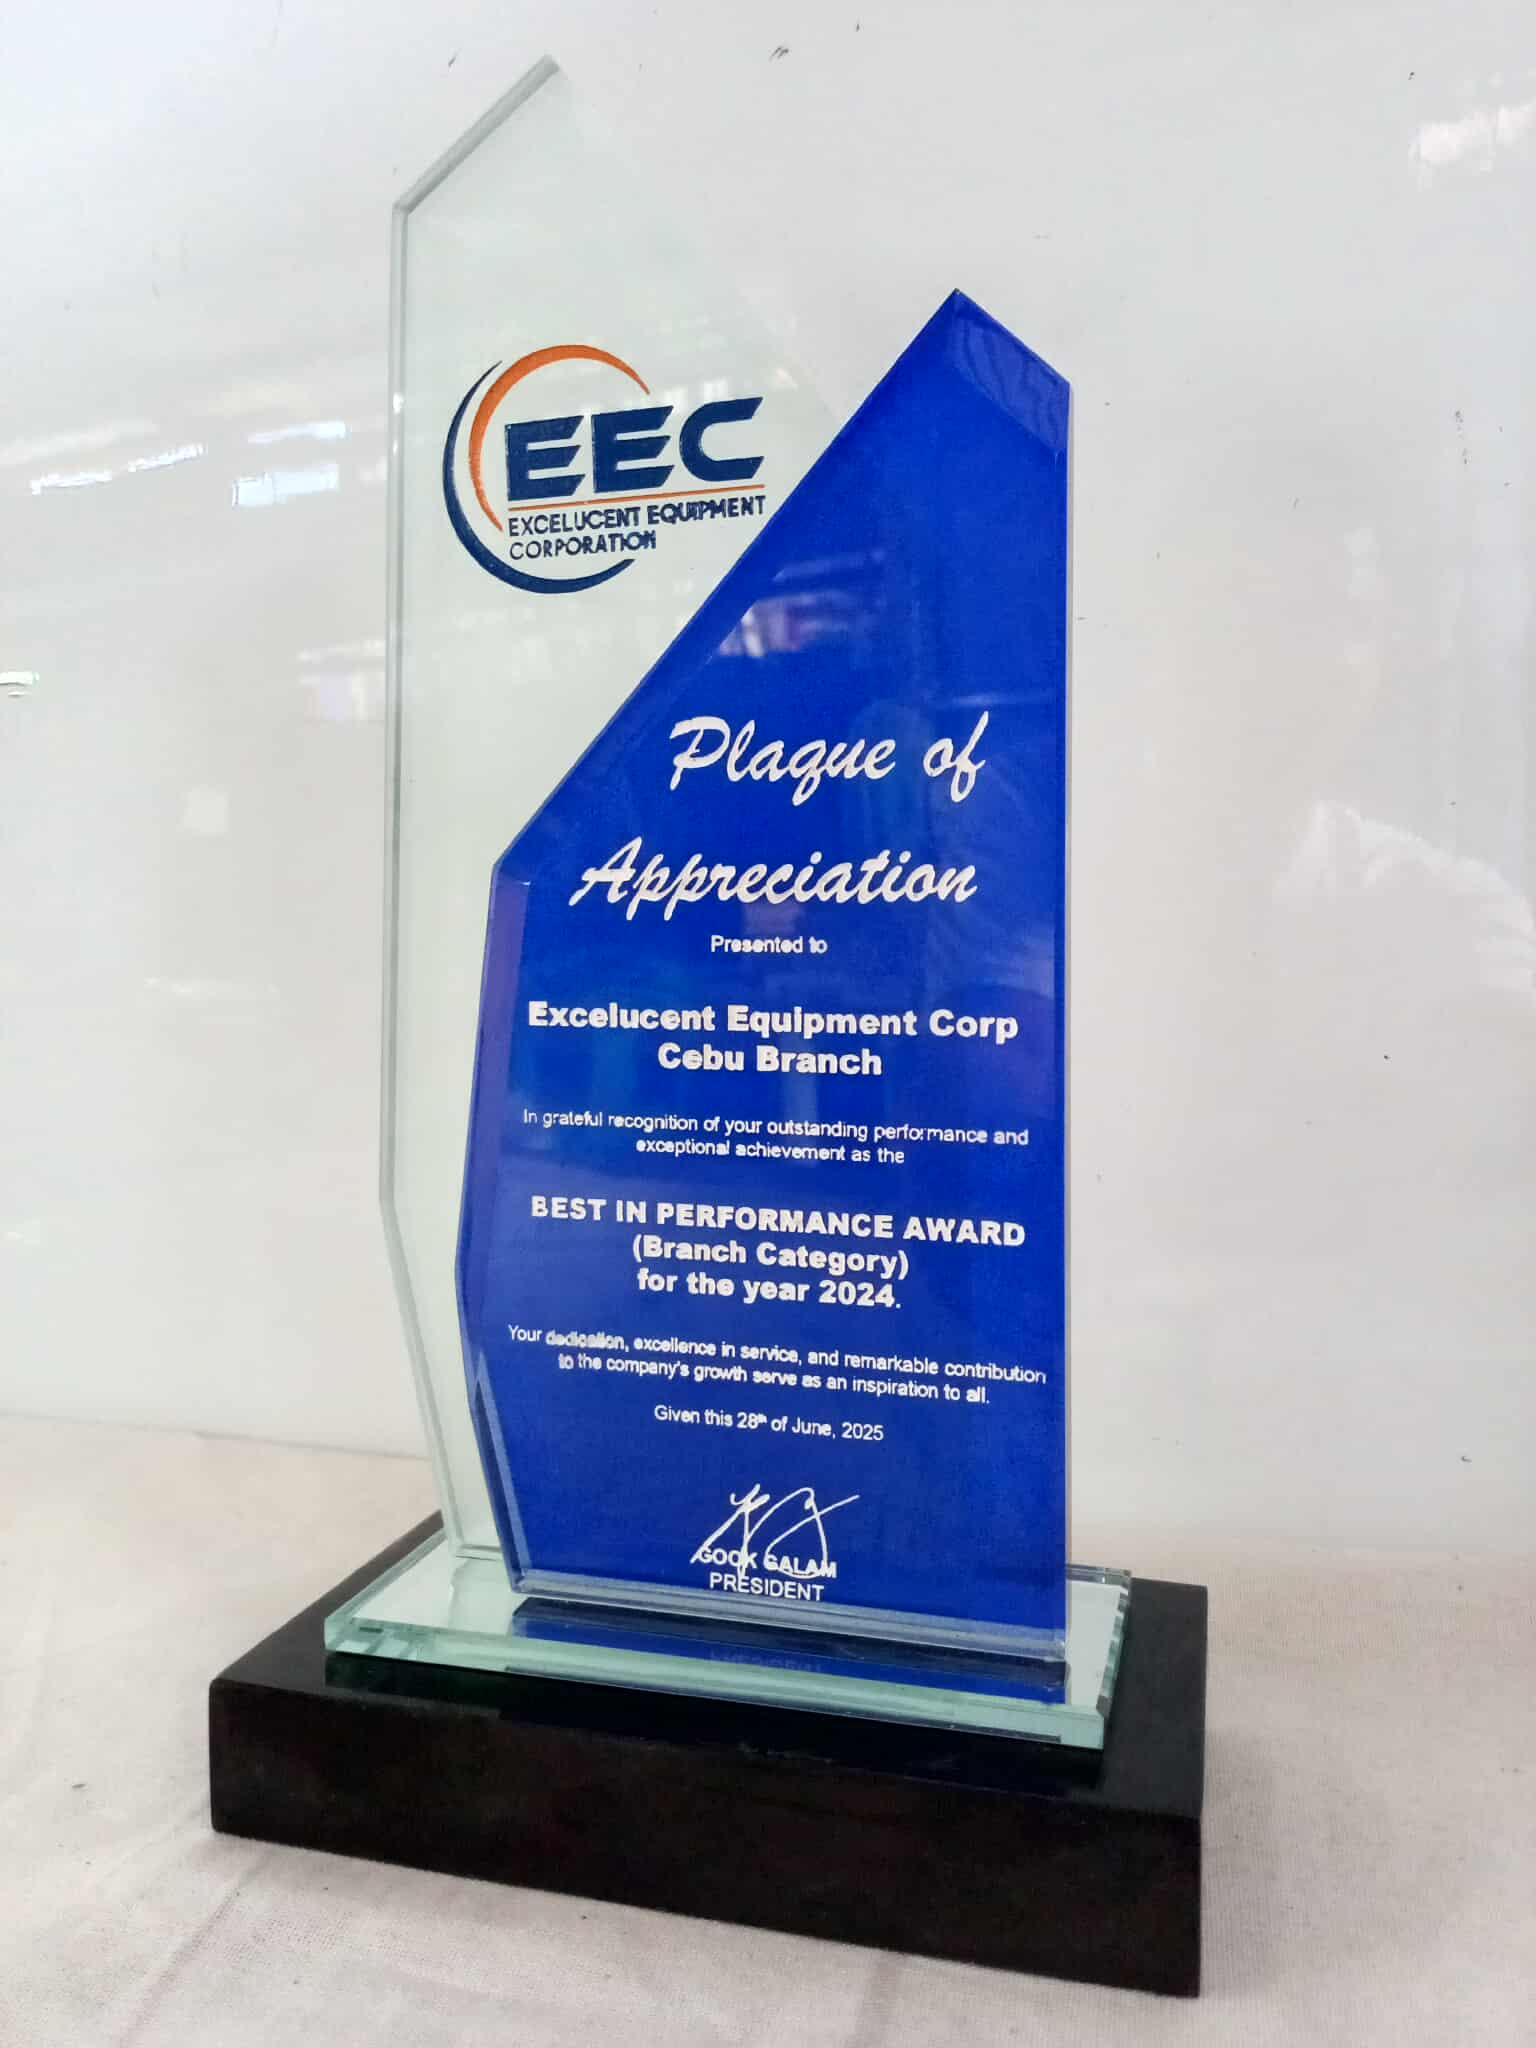 EEC
EXCELUCENT EQUIPMENT
CORPORATION
Plaque of
Appreciation
Presented to
Excelucent Equipment Corp
Cebu Branch
In grateful recognition of your outstanding performance and
exceptional achievement as the
BEST IN PERFORMANCE AWARD
(Branch Category)
for the year 2024.
Your dedication, excellence in service, and remarkable contribution
to the company's growth serve as an inspiration to all.
Given this 28th of June, 2025
PRESIDENT